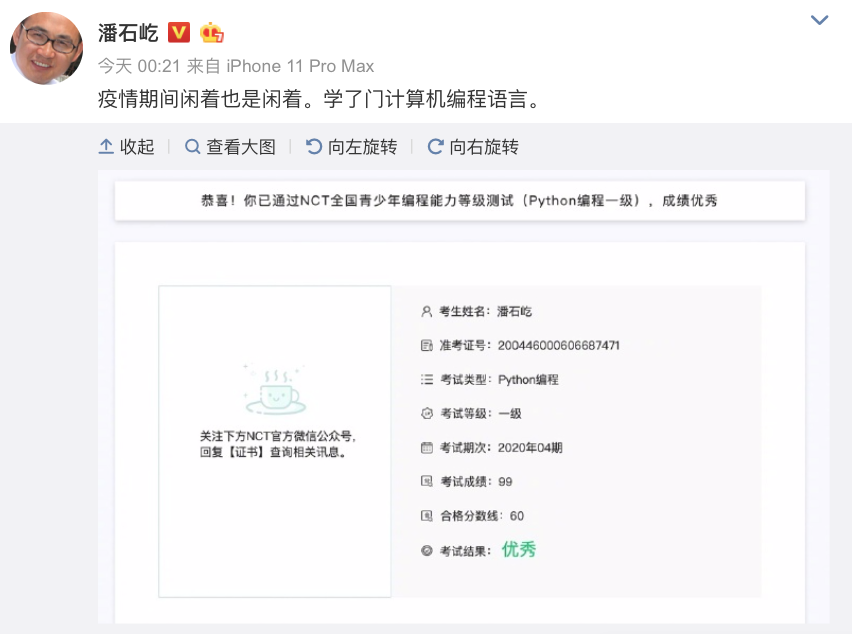 潘石屹
今天 00:21 来自 iPhone 11 Pro Max
疫情期间闲着也是闲着。学了门计算机编程语言。
收起 查看大图 向左旋转 向右旋转
恭喜！你已通过NCT全国青少年编程能力等级测试（Python编程一级），成绩优秀
关注下方NCT官方微信公众号，
回复【证书】查询相关讯息。
考生姓名：潘石屹
准考证号：200446000606687471
考试类型：Python编程
考试等级：一级
考试期次：2020年04期
考试成绩：99
合格分数线：60
考试结果：优秀